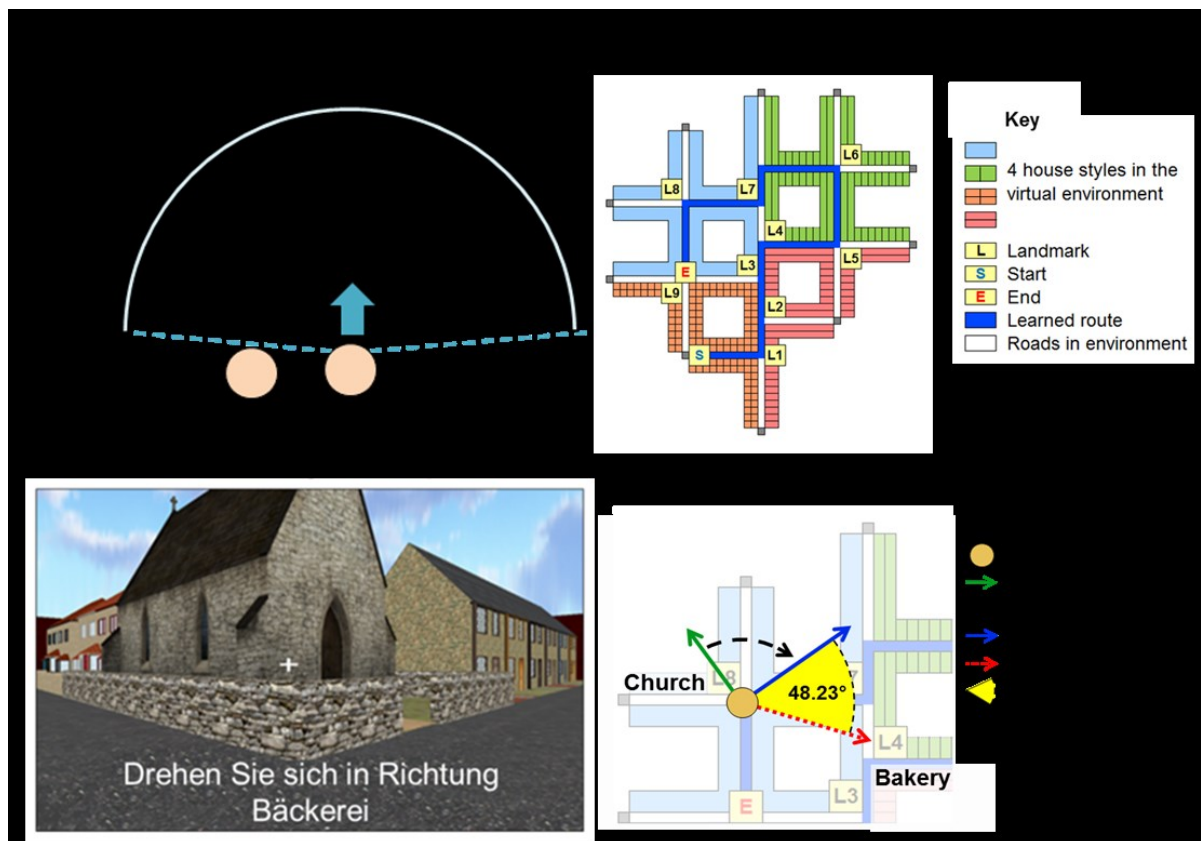 L6
L8
L7
L4
L3
L5
E
L9
L2
S
L1
Key
4 house styles in the
virtual environment
L Landmark
S Start
E End
Learned route
Roads in environment
Drehen Sie sich in Richtung
Bäckerei
Church
L8
7
48.23°
L4
L3
Bakery
E